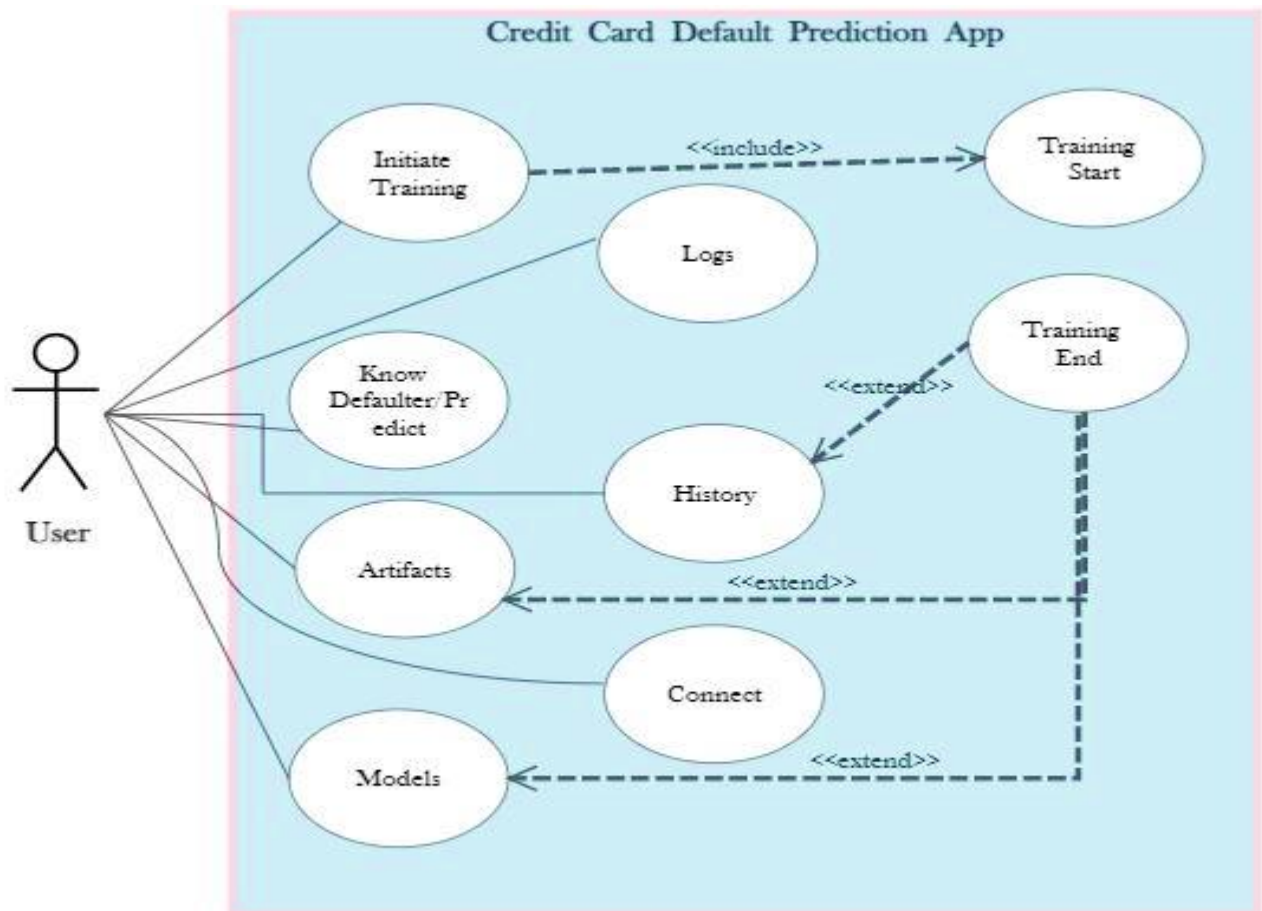 Credit Card Default Prediction App
Initiate
Training
<<include>>
Training
Start
Logs
Training
End
Know
Defaulter/Pr
edict
<<extend>>
History
User
Artifacts
<<extend>>
Connect
Models
<<extend>>